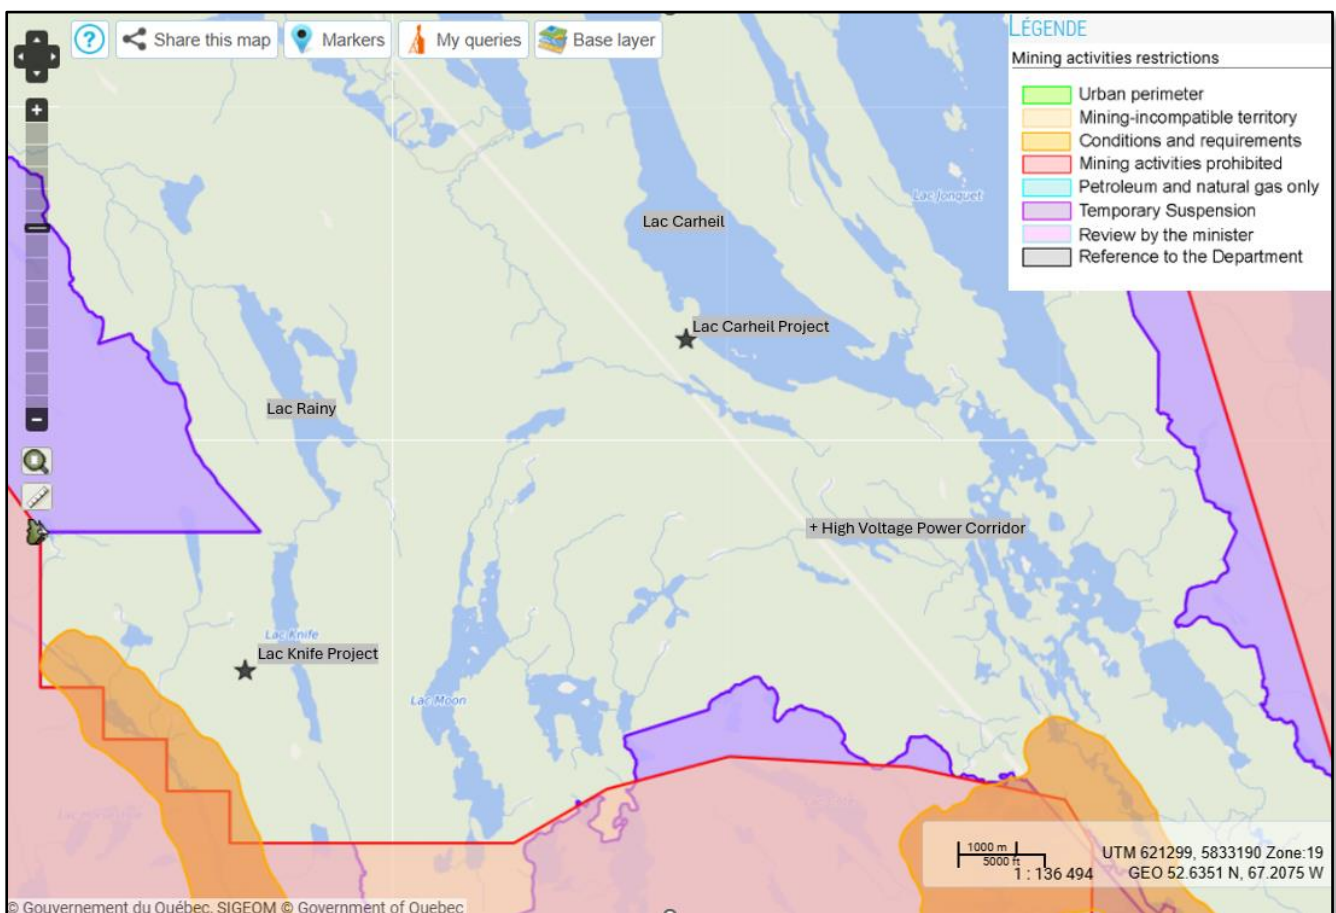 ?
Share this map
Markers
My queries
Base layer
LÉGENDE
Mining activities restrictions
Urban perimeter
Mining-incompatible territory
Conditions and requirements
Mining activities prohibited
Petroleum and natural gas only
Temporary Suspension
Review by the minister
Reference to the Department
Lac Jonquet
Lac Carheil
Lac Carheil Project
Lac Rainy
+ High Voltage Power Corridor
Lac Knife
Lac Knife Project
Lac Moon
1000 m
5000 ft
1 : 136 494
UTM 621299, 5833190 Zone:19
GEO 52.6351 N, 67.2075 W
© Gouvernement du Québec, SIGEOM © Government of Quebec